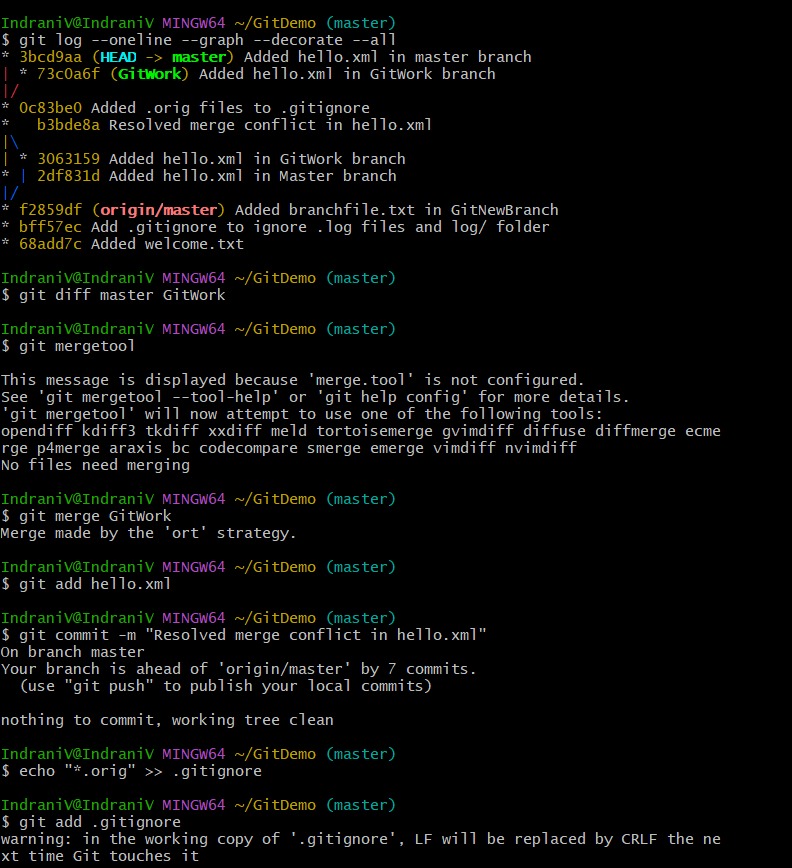 IndraniV@IndraniV MINGW64 ~/GitDemo (master)
$ git log --oneline --graph --decorate --all
* 3bcd9aa (HEAD -> master) Added hello.xml in master branch
| * 73c0a6f (GitWork) Added hello.xml in GitWork branch
|/
* 0c83be0 Added .orig files to .gitignore
*   b3bde8a Resolved merge conflict in hello.xml
|\
| * 3063159 Added hello.xml in GitWork branch
* | 2df831d Added hello.xml in Master branch
|/
* f2859df (origin/master) Added branchfile.txt in GitNewBranch
* bff57ec Add .gitignore to ignore .log files and log/ folder
* 68add7c Added welcome.txt
IndraniV@IndraniV MINGW64 ~/GitDemo (master)
$ git diff master GitWork
IndraniV@IndraniV MINGW64 ~/GitDemo (master)
$ git mergetool
This message is displayed because 'merge.tool' is not configured.
See 'git mergetool --tool-help' or 'git help config' for more details.
'git mergetool' will now attempt to use one of the following tools:
opendiff kdiff3 tkdiff xxdiff meld tortoisemerge gvimdiff diffuse diffmerge ecme
rge p4merge araxis bc codecompare smerge emerge vimdiff nvimdiff
No files need merging
IndraniV@IndraniV MINGW64 ~/GitDemo (master)
$ git merge GitWork
Merge made by the 'ort' strategy.
IndraniV@IndraniV MINGW64 ~/GitDemo (master)
$ git add hello.xml
IndraniV@IndraniV MINGW64 ~/GitDemo (master)
$ git commit -m "Resolved merge conflict in hello.xml"
On branch master
Your branch is ahead of 'origin/master' by 7 commits.
  (use "git push" to publish your local commits)
nothing to commit, working tree clean
IndraniV@IndraniV MINGW64 ~/GitDemo (master)
$ echo "*.orig" >> .gitignore
IndraniV@IndraniV MINGW64 ~/GitDemo (master)
$ git add .gitignore
warning: in the working copy of '.gitignore', LF will be replaced by CRLF the ne
xt time Git touches it